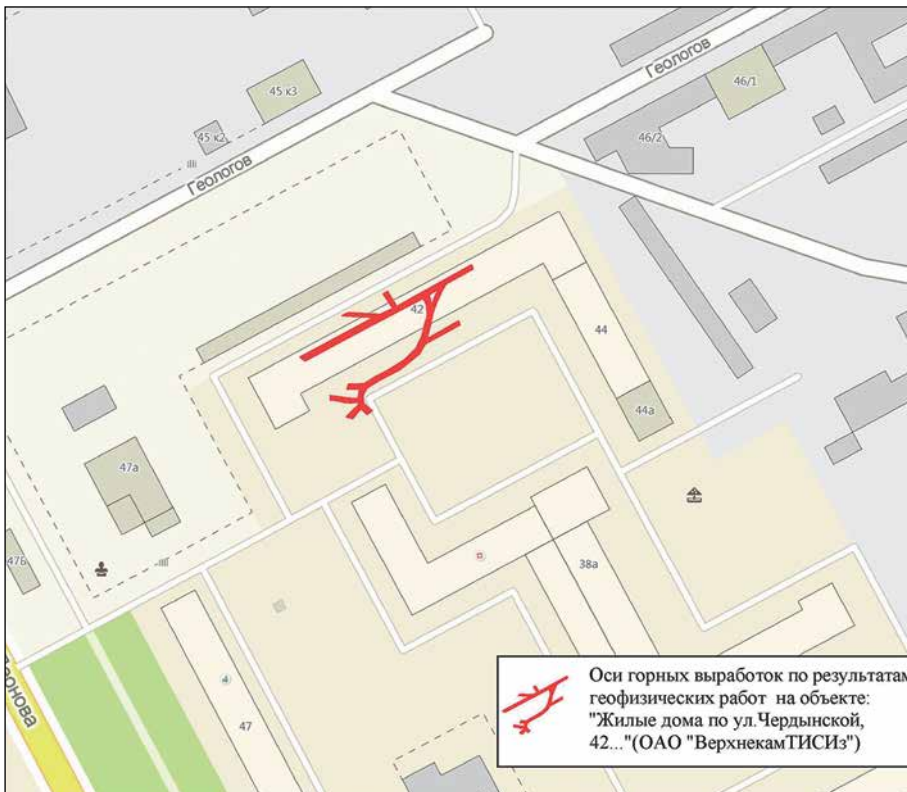 Геологов
45 к3
46/1
45 к2
46/2
Геологов
42
44
44а
47а
47Б
38а
47
4
Оси горных выработок по результатам
геофизических работ на объекте:
"Жилые дома по ул.Чердынской,
42..."(ОАО "ВерхнекамТИСИз")